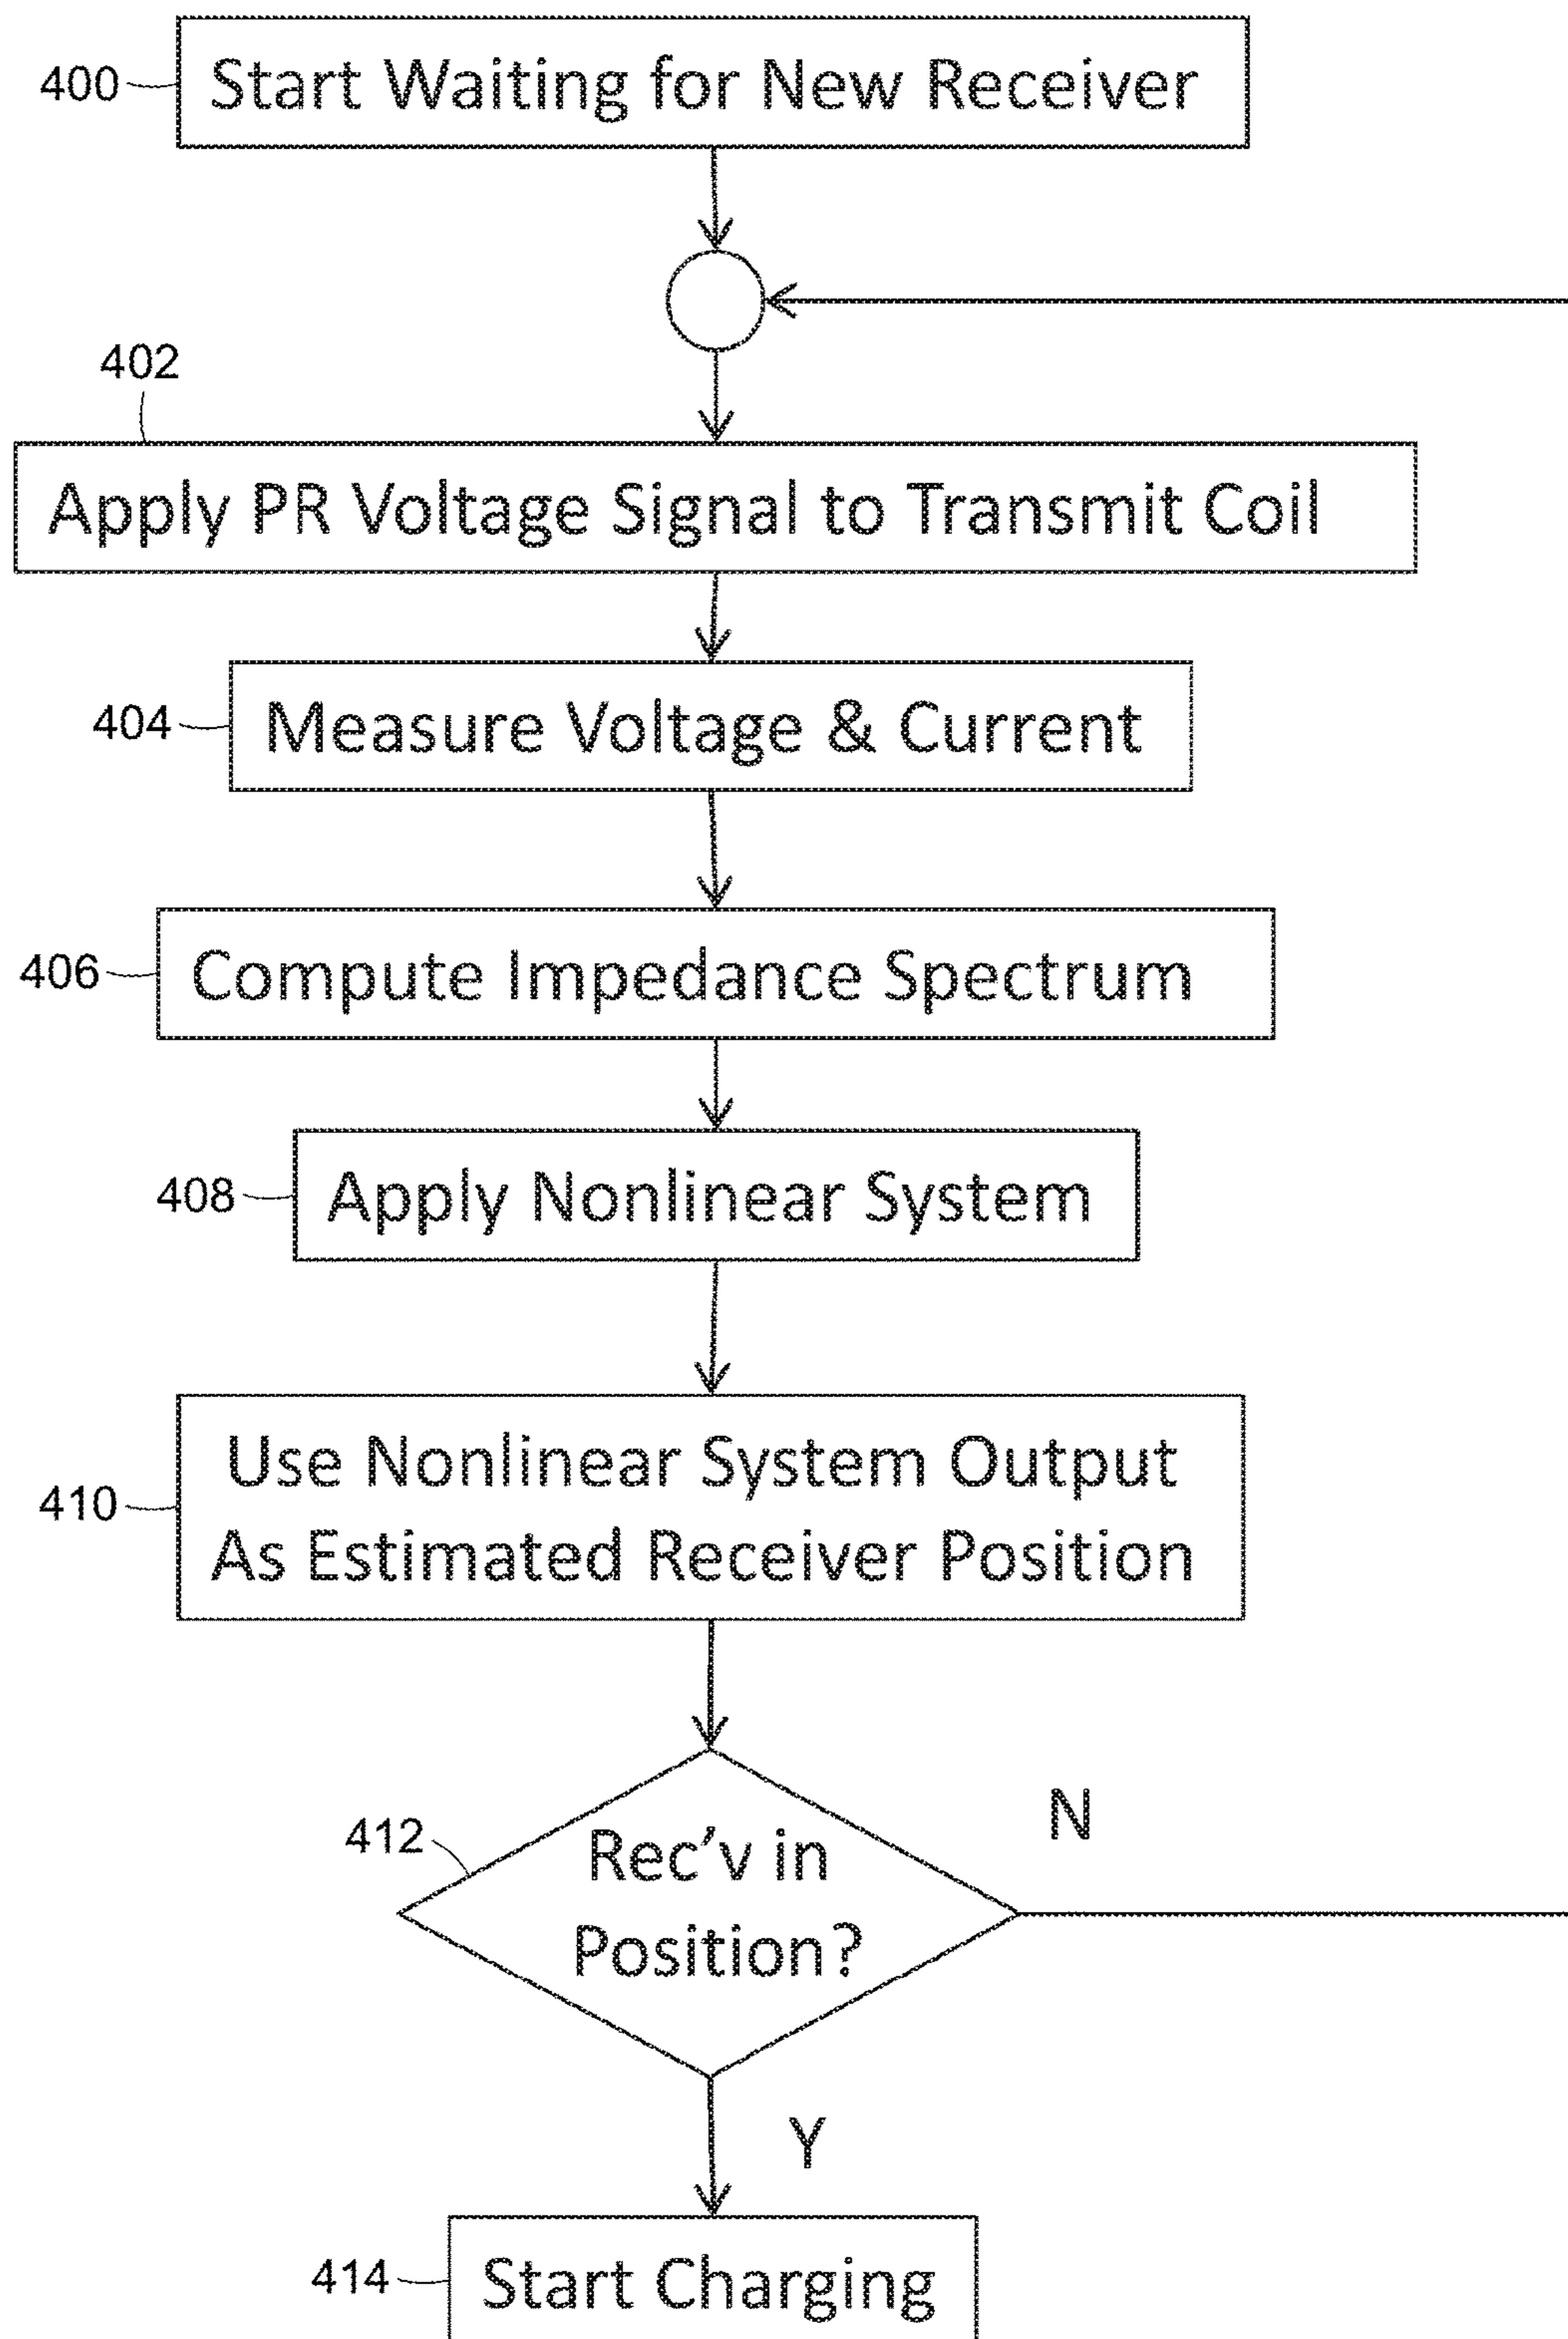 400 Start Waiting for New Receiver
402
Apply PR Voltage Signal to Transmit Coil
404 Measure Voltage & Current
406 Compute Impedance Spectrum
408 Apply Nonlinear System
Use Nonlinear System Output
410
As Estimated Receiver Position
N
412
Rec'v in
Position?
Y
414 Start Charging